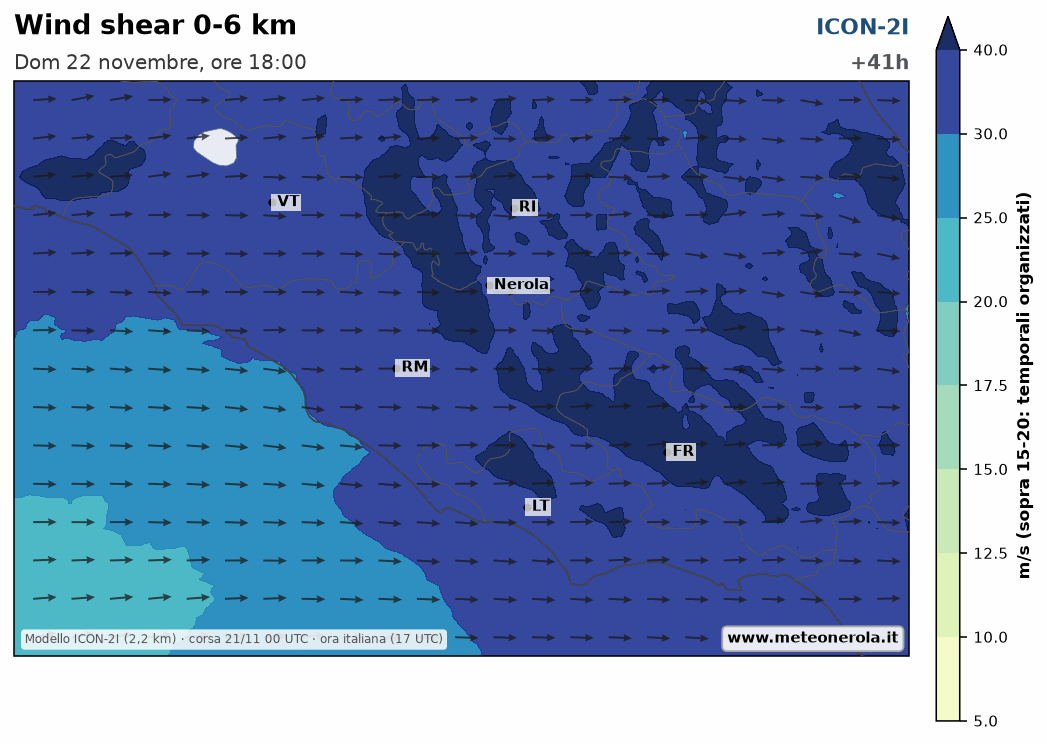 Wind shear 0-6 km
ICON-2I
Dom 22 novembre, ore 18:00
+41h
VT
RI
Nerola
RM
FR
LT
Modello ICON-2I (2,2 km) · corsa 21/11 00 UTC · ora italiana (17 UTC)
www.meteonerola.it
40.0
30.0
25.0
20.0
17.5
15.0
12.5
10.0
5.0
m/s (sopra 15-20: temporali organizzati)